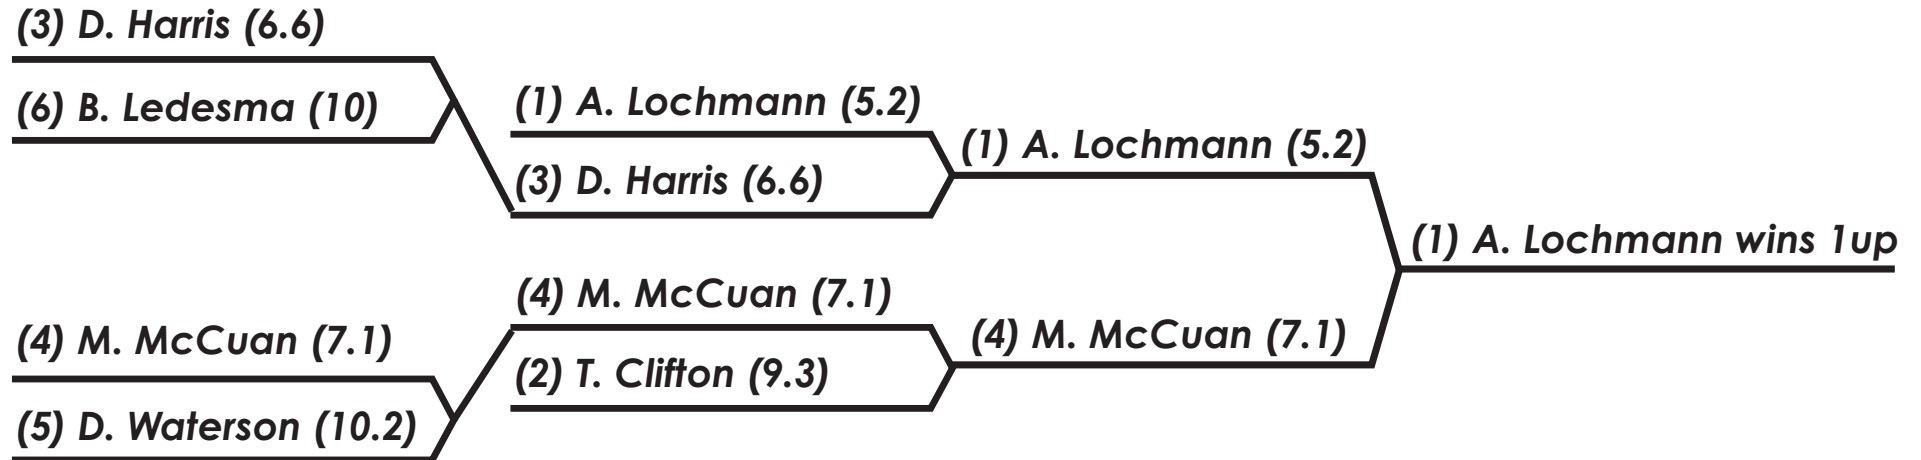 (3) D. Harris (6.6)
(6) B. Ledesma (10)
(4) M. McCuan (7.1)
(5) D. Waterson (10.2)
(1) A. Lochmann (5.2)
(3) D. Harris (6.6)
(4) M. McCuan (7.1)
(2) T. Clifton (9.3)
(1) A. Lochmann (5.2)
(4) M. McCuan (7.1)
(1) A. Lochmann wins 1up